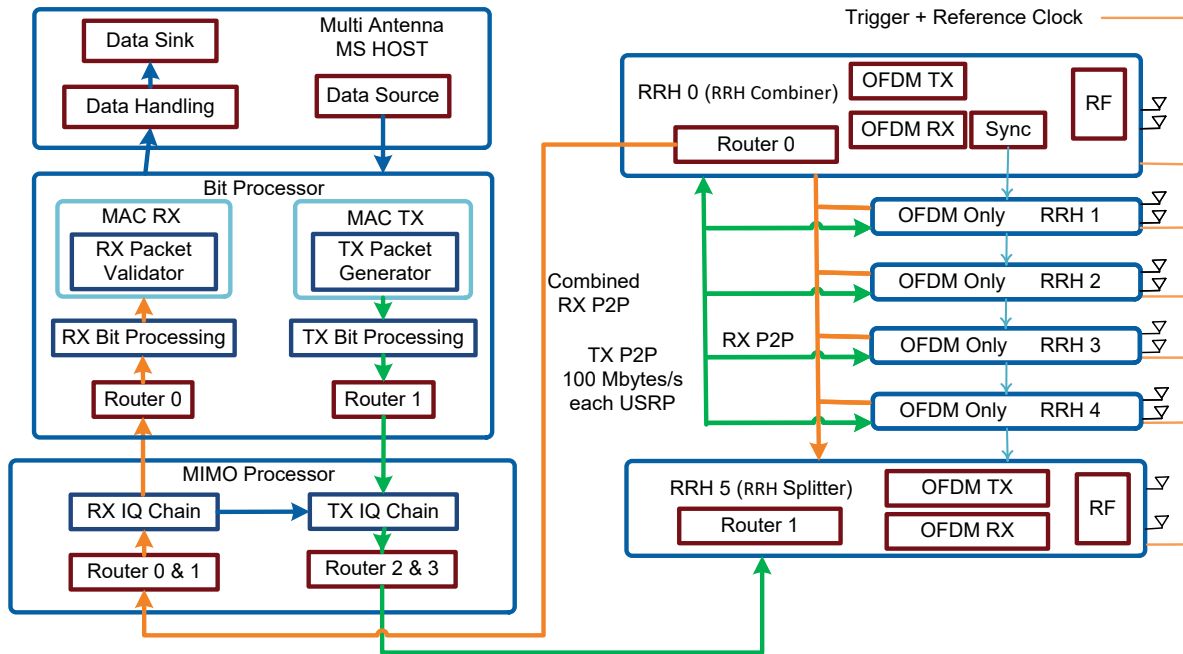 Multi Antenna
MS HOST
Data Sink
Data Handling
Data Source
Bit Processor
MAC RX
RX Packet
Validator
MAC TX
TX Packet
Generator
RX Bit Processing
TX Bit Processing
Router 0
Router 1
MIMO Processor
RX IQ Chain
TX IQ Chain
Router 0 & 1
Router 2 & 3
Combined
RX P2P
TX P2P
100 Mbytes/s
each USRP
RX P2P
Trigger + Reference Clock
RRH 0 (RRH Combiner)
OFDM TX
OFDM RX
Sync
RF
Router 0
OFDM Only RRH 1
OFDM Only RRH 2
OFDM Only RRH 3
OFDM Only RRH 4
RRH 5 (RRH Splitter)
Router 1
OFDM TX
OFDM RX
RF